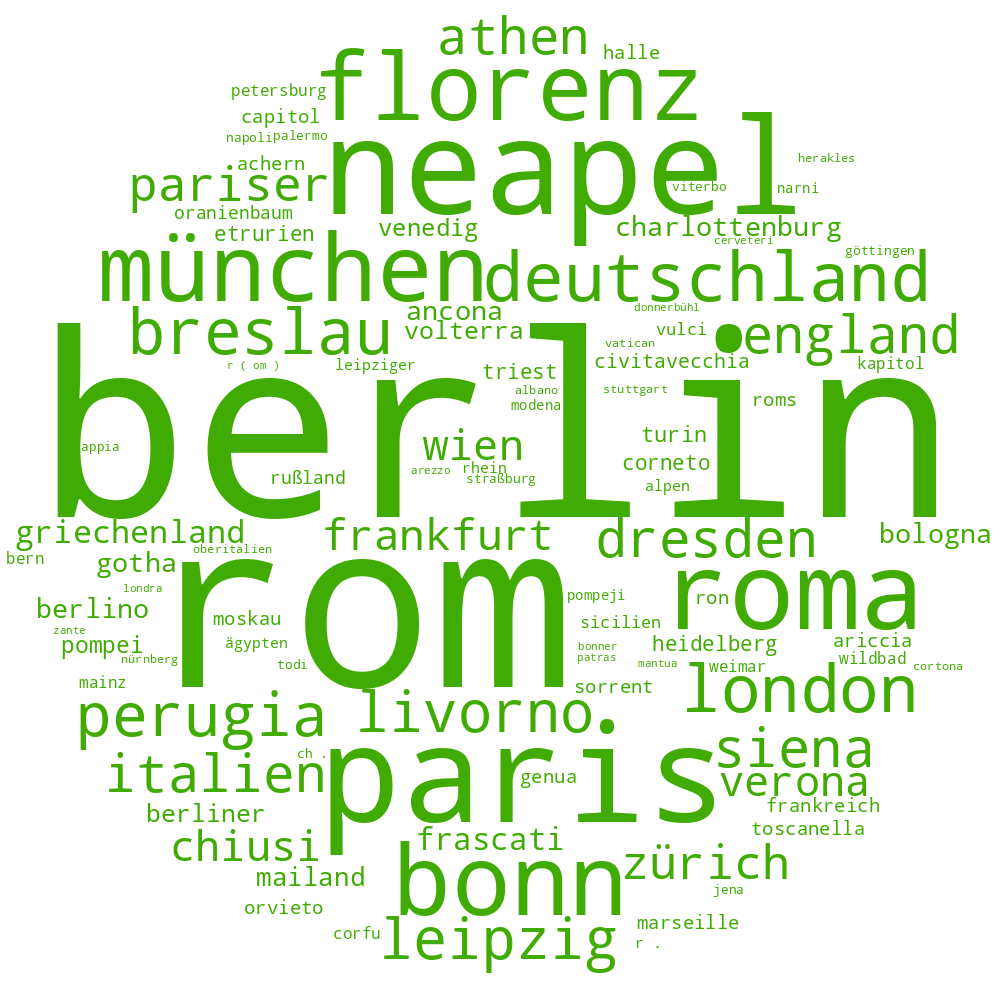 athen
halle
florenz
petersburg
capitol
napoli
palermo
neapel
herakles
achern
pariser
viterbo
narni
oranienbaum
etrurien
venedig
charlottenburg
cerveteri
göttingen
münchen
deutschland
ancona
donnerbühl
breslau
volterra
vulci
england
vatican
r ( om )
leipziger
triest
civitavecchia
kapitol
albano
stuttgart
modena
roms
berlin
appia
wien
turin
arezzo
rhein
corneto
rußland
straßburg
alpen
griechenland
frankfurt
dresden
bologna
oberitalien
bern
gotha
londra
pompeji
ron
roma
berlino
moskau
sicilien
rom
zante
pompei
ägypten
bonner
heidelberg
ariccia
nürnberg
todi
patras
mantua
weimar
wildbad
cortona
mainz
sorrent
london
perugia
livorno
siena
ch .
italien
paris
genua
verona
berliner
frankreich
toscanella
chiusi
frascati
zürich
mailand
bonn
jena
orvieto
marseille
corfu
leipzig
r .